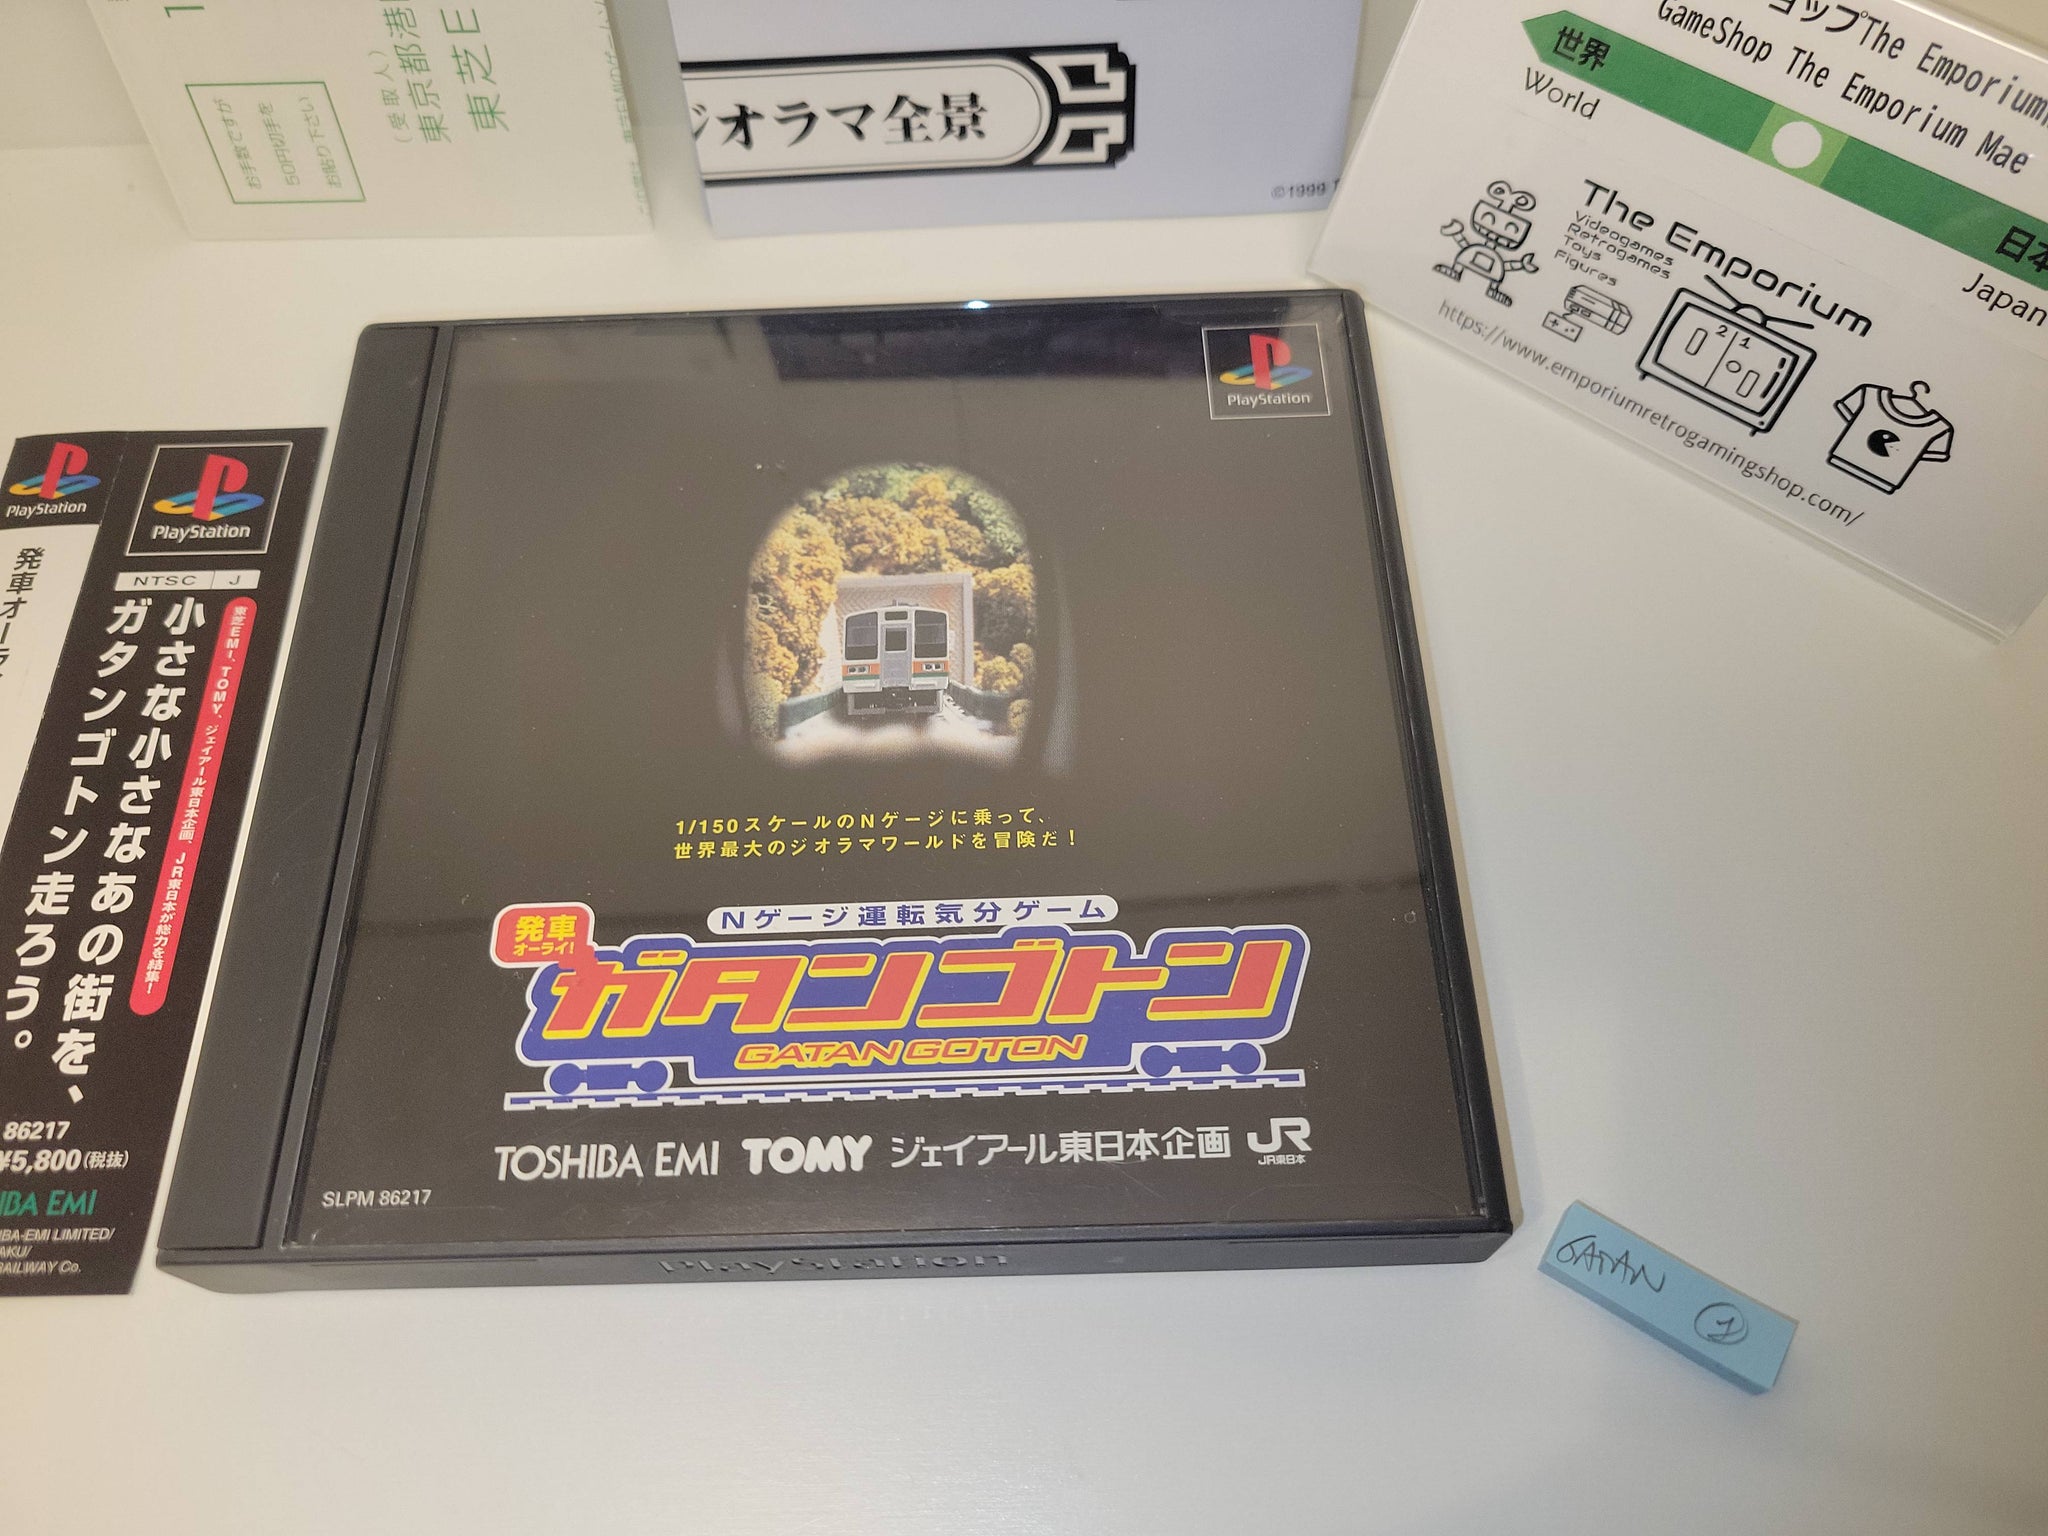 お手数ですが
50円切手を
お貼り下さい
(受取人)
東京都港
東芝E
ジオラマ全景
©1999 T
ョップThe Emporium
GameShop The Emporium Mae
世界
World
日本
Japan
The Emporium
Videogames
Retrogames
Toys
Figures
2 1
https://www.emporiumretrogamingshop.com/
PlayStation
発車オーラ
PlayStation
NTSC J
東芝EMI、TOMY、ジェイアール東日本企画、JR東日本が総力を結集!
小さな小さなあの街を、
ガタンゴトン走ろう。
86217
¥5,800(税抜)
IBA EMI
IBA-EMI LIMITED/
AKU/
RAILWAY Co.
PlayStation
1/150スケールのNゲージに乗って、
世界最大のジオラマワールドを冒険だ!
Nゲージ運転気分ゲーム
発車
オーライ!
ガタンゴトン
GATAN GOTON
TOSHIBA EMI TOMY ジェイアール東日本企画 JR
JR東日本
SLPM 86217
PlayStation
GATAN 1